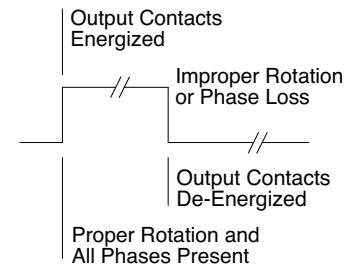 Output Contacts
Energized
Improper Rotation
or Phase Loss
Output Contacts
De-Energized
Proper Rotation and
All Phases Present